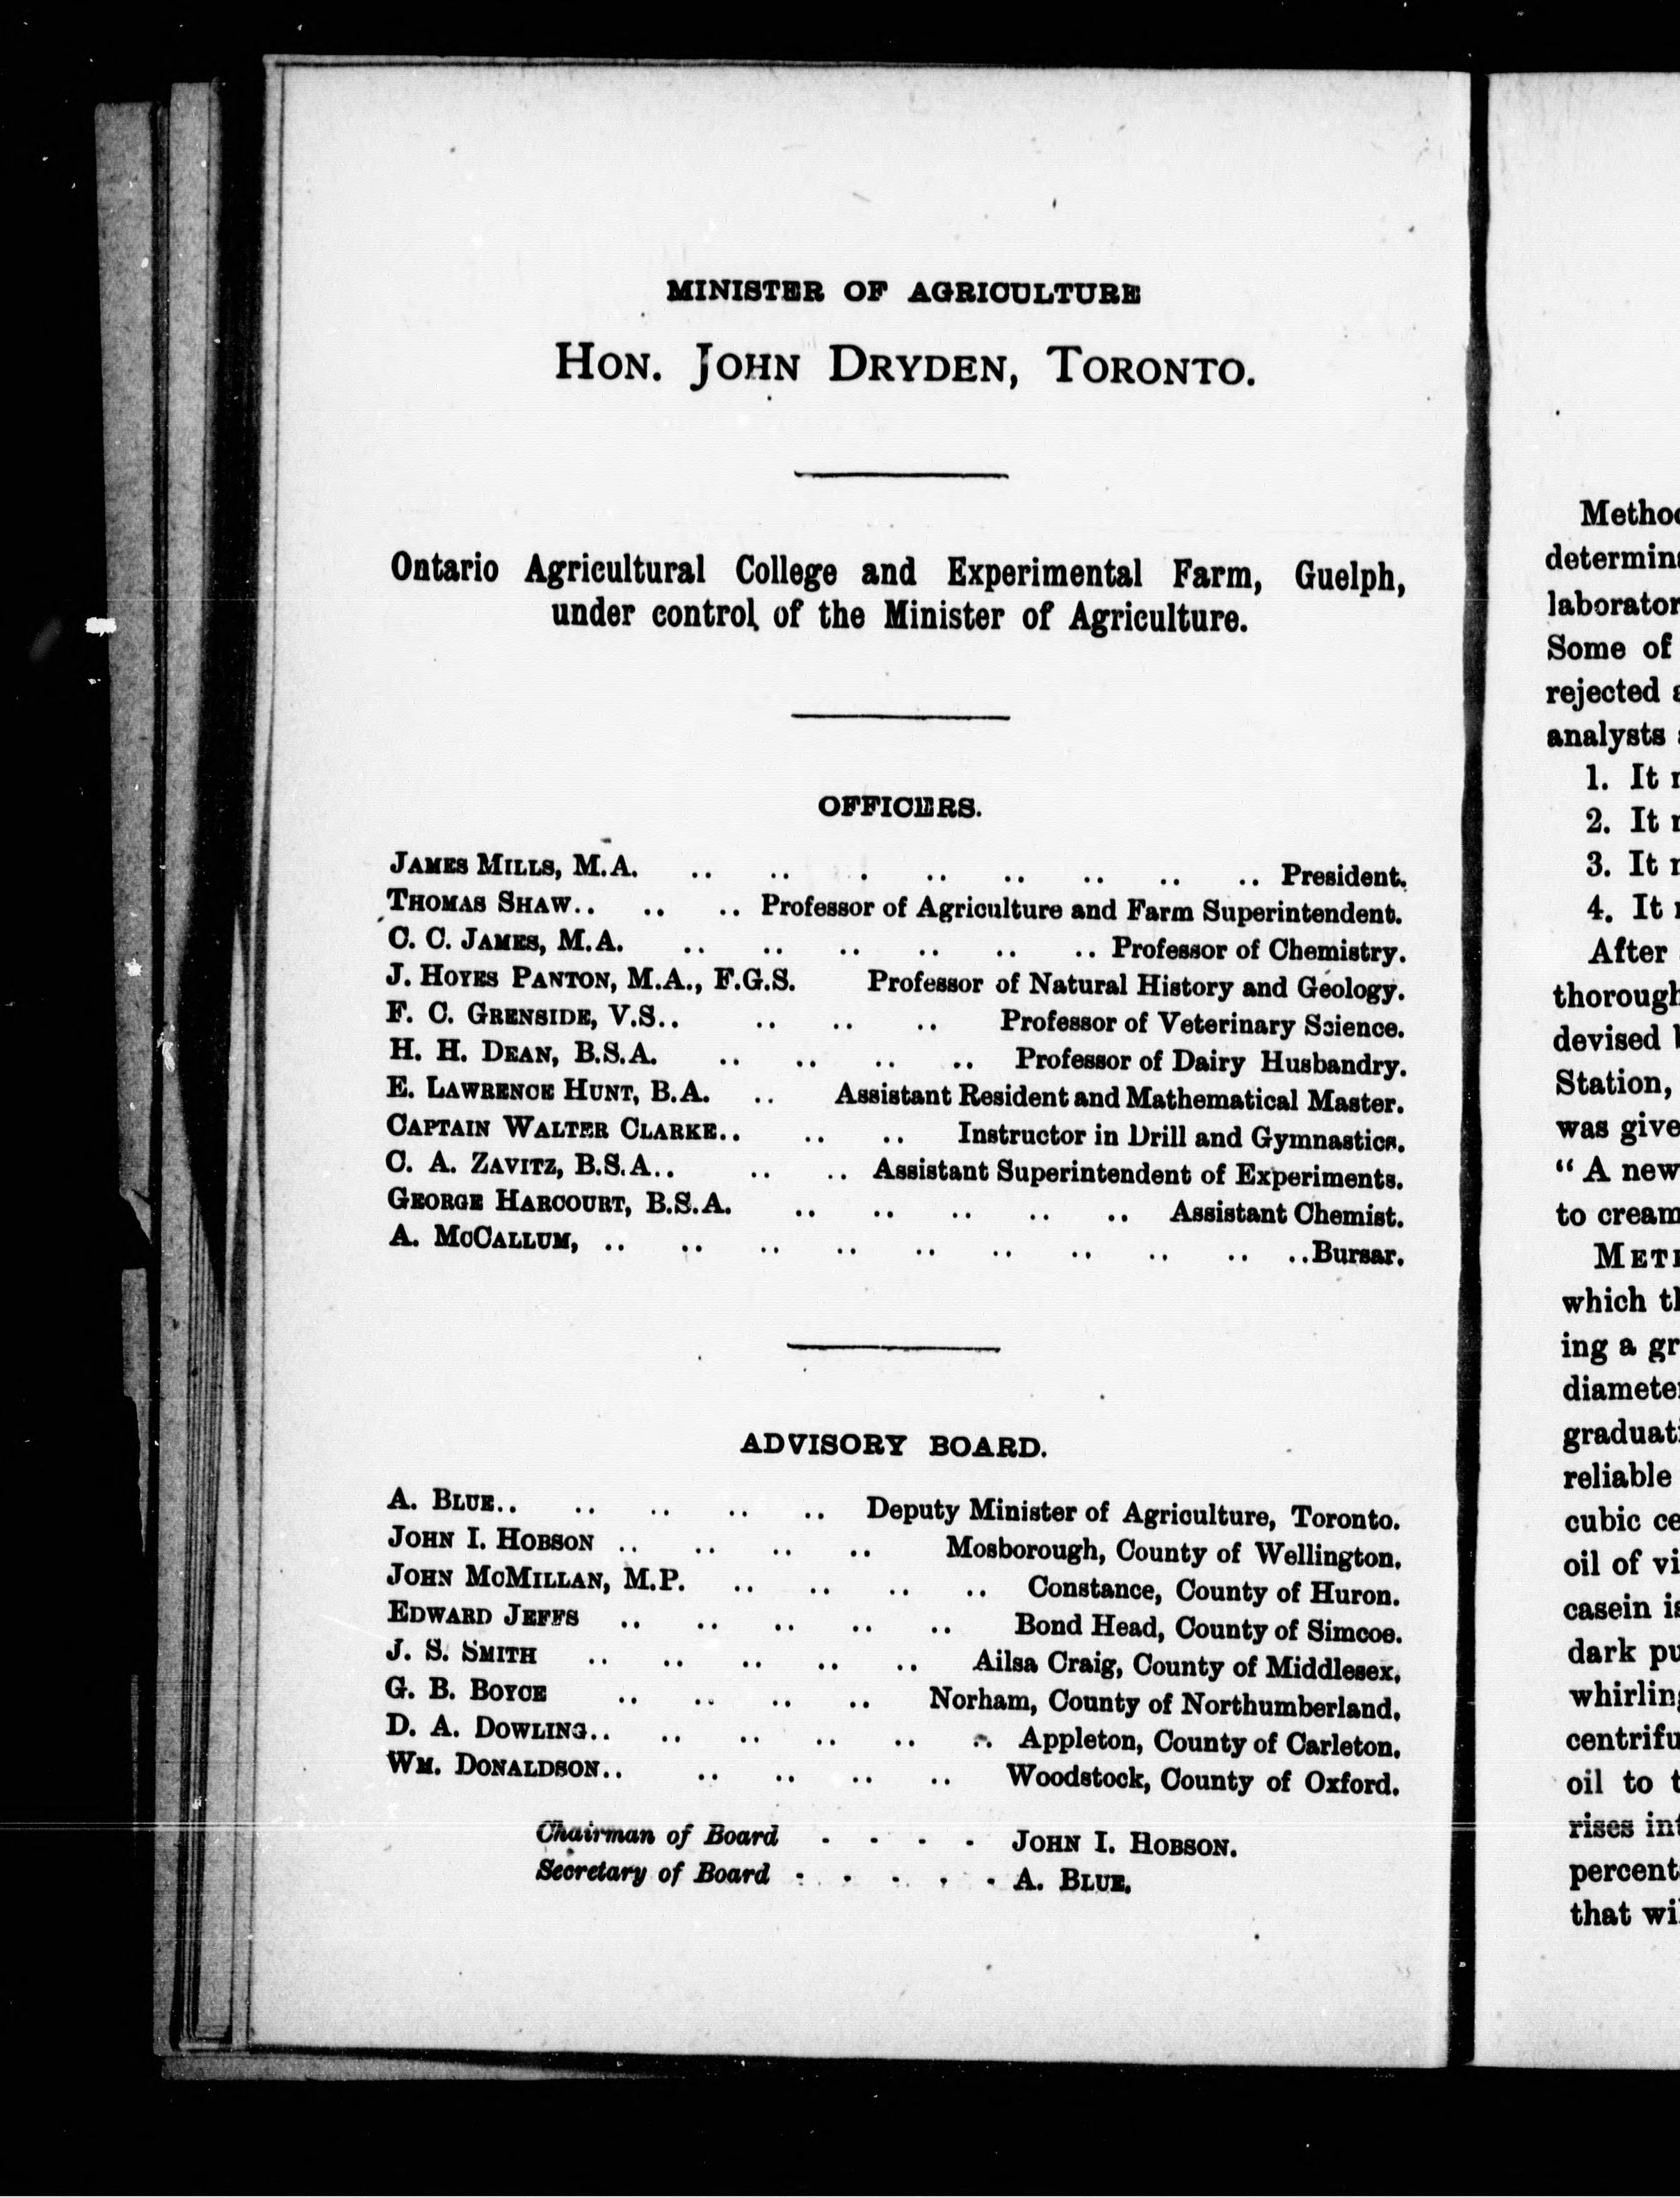 MINISTER OF AGRICULTURE
HON. JOHN DRYDEN, TORONTO.
Ontario Agricultural College and Experimental Farm, Guelph,
under control of the Minister of Agriculture.
OFFICERS.
JAMES MILLS, M.A. .. .. . .. .. .. .. .. President.
THOMAS SHAW.. .. .. Professor of Agriculture and Farm Superintendent.
C. C. JAMES, M.A. .. .. .. .. .. .. Professor of Chemistry.
J. HOYES PANTON, M.A., F.G.S. Professor of Natural History and Geology.
F. C. GRENSIDE, V.S.. .. .. .. Professor of Veterinary Science.
H. H. DEAN, B.S.A. .. .. .. .. Professor of Dairy Husbandry.
E. LAWRENCE HUNT, B.A. .. Assistant Resident and Mathematical Master.
CAPTAIN WALTER CLARKE.. .. .. Instructor in Drill and Gymnastics.
C. A. ZAVITZ, B.S.A.. .. .. Assistant Superintendent of Experiments.
GEORGE HARCOURT, B.S.A. .. .. .. .. .. Assistant Chemist.
A. MCCALLUM, .. .. .. .. .. .. .. .. .. ..Bursar.
ADVISORY BOARD.
A. BLUE.. .. .. .. .. Deputy Minister of Agriculture, Toronto.
JOHN I. HOBSON .. .. .. .. Mosborough, County of Wellington.
JOHN MCMILLAN, M.P. .. .. .. .. Constance, County of Huron.
EDWARD JEFFS .. .. .. .. .. Bond Head, County of Simcoe.
J. S. SMITH .. .. .. .. .. Ailsa Craig, County of Middlesex.
G. B. BOYCE .. .. .. .. Norham, County of Northumberland.
D. A. DOWLING.. .. .. .. .. .. Appleton, County of Carleton.
WM. DONALDSON.. .. .. .. .. Woodstock, County of Oxford.
Chairman of Board . . . . JOHN I. HOBSON.
Secretary of Board . . . . . A. BLUE.
laborator
Some of
rejected
analysts
1. It
2. It
3. It
4. It
After
thorough
devised
Station,
was give
" A new
to cream
which
ing a gr
reliable
cubic ce
oil of vi
casein
dark
oil to
rises
that